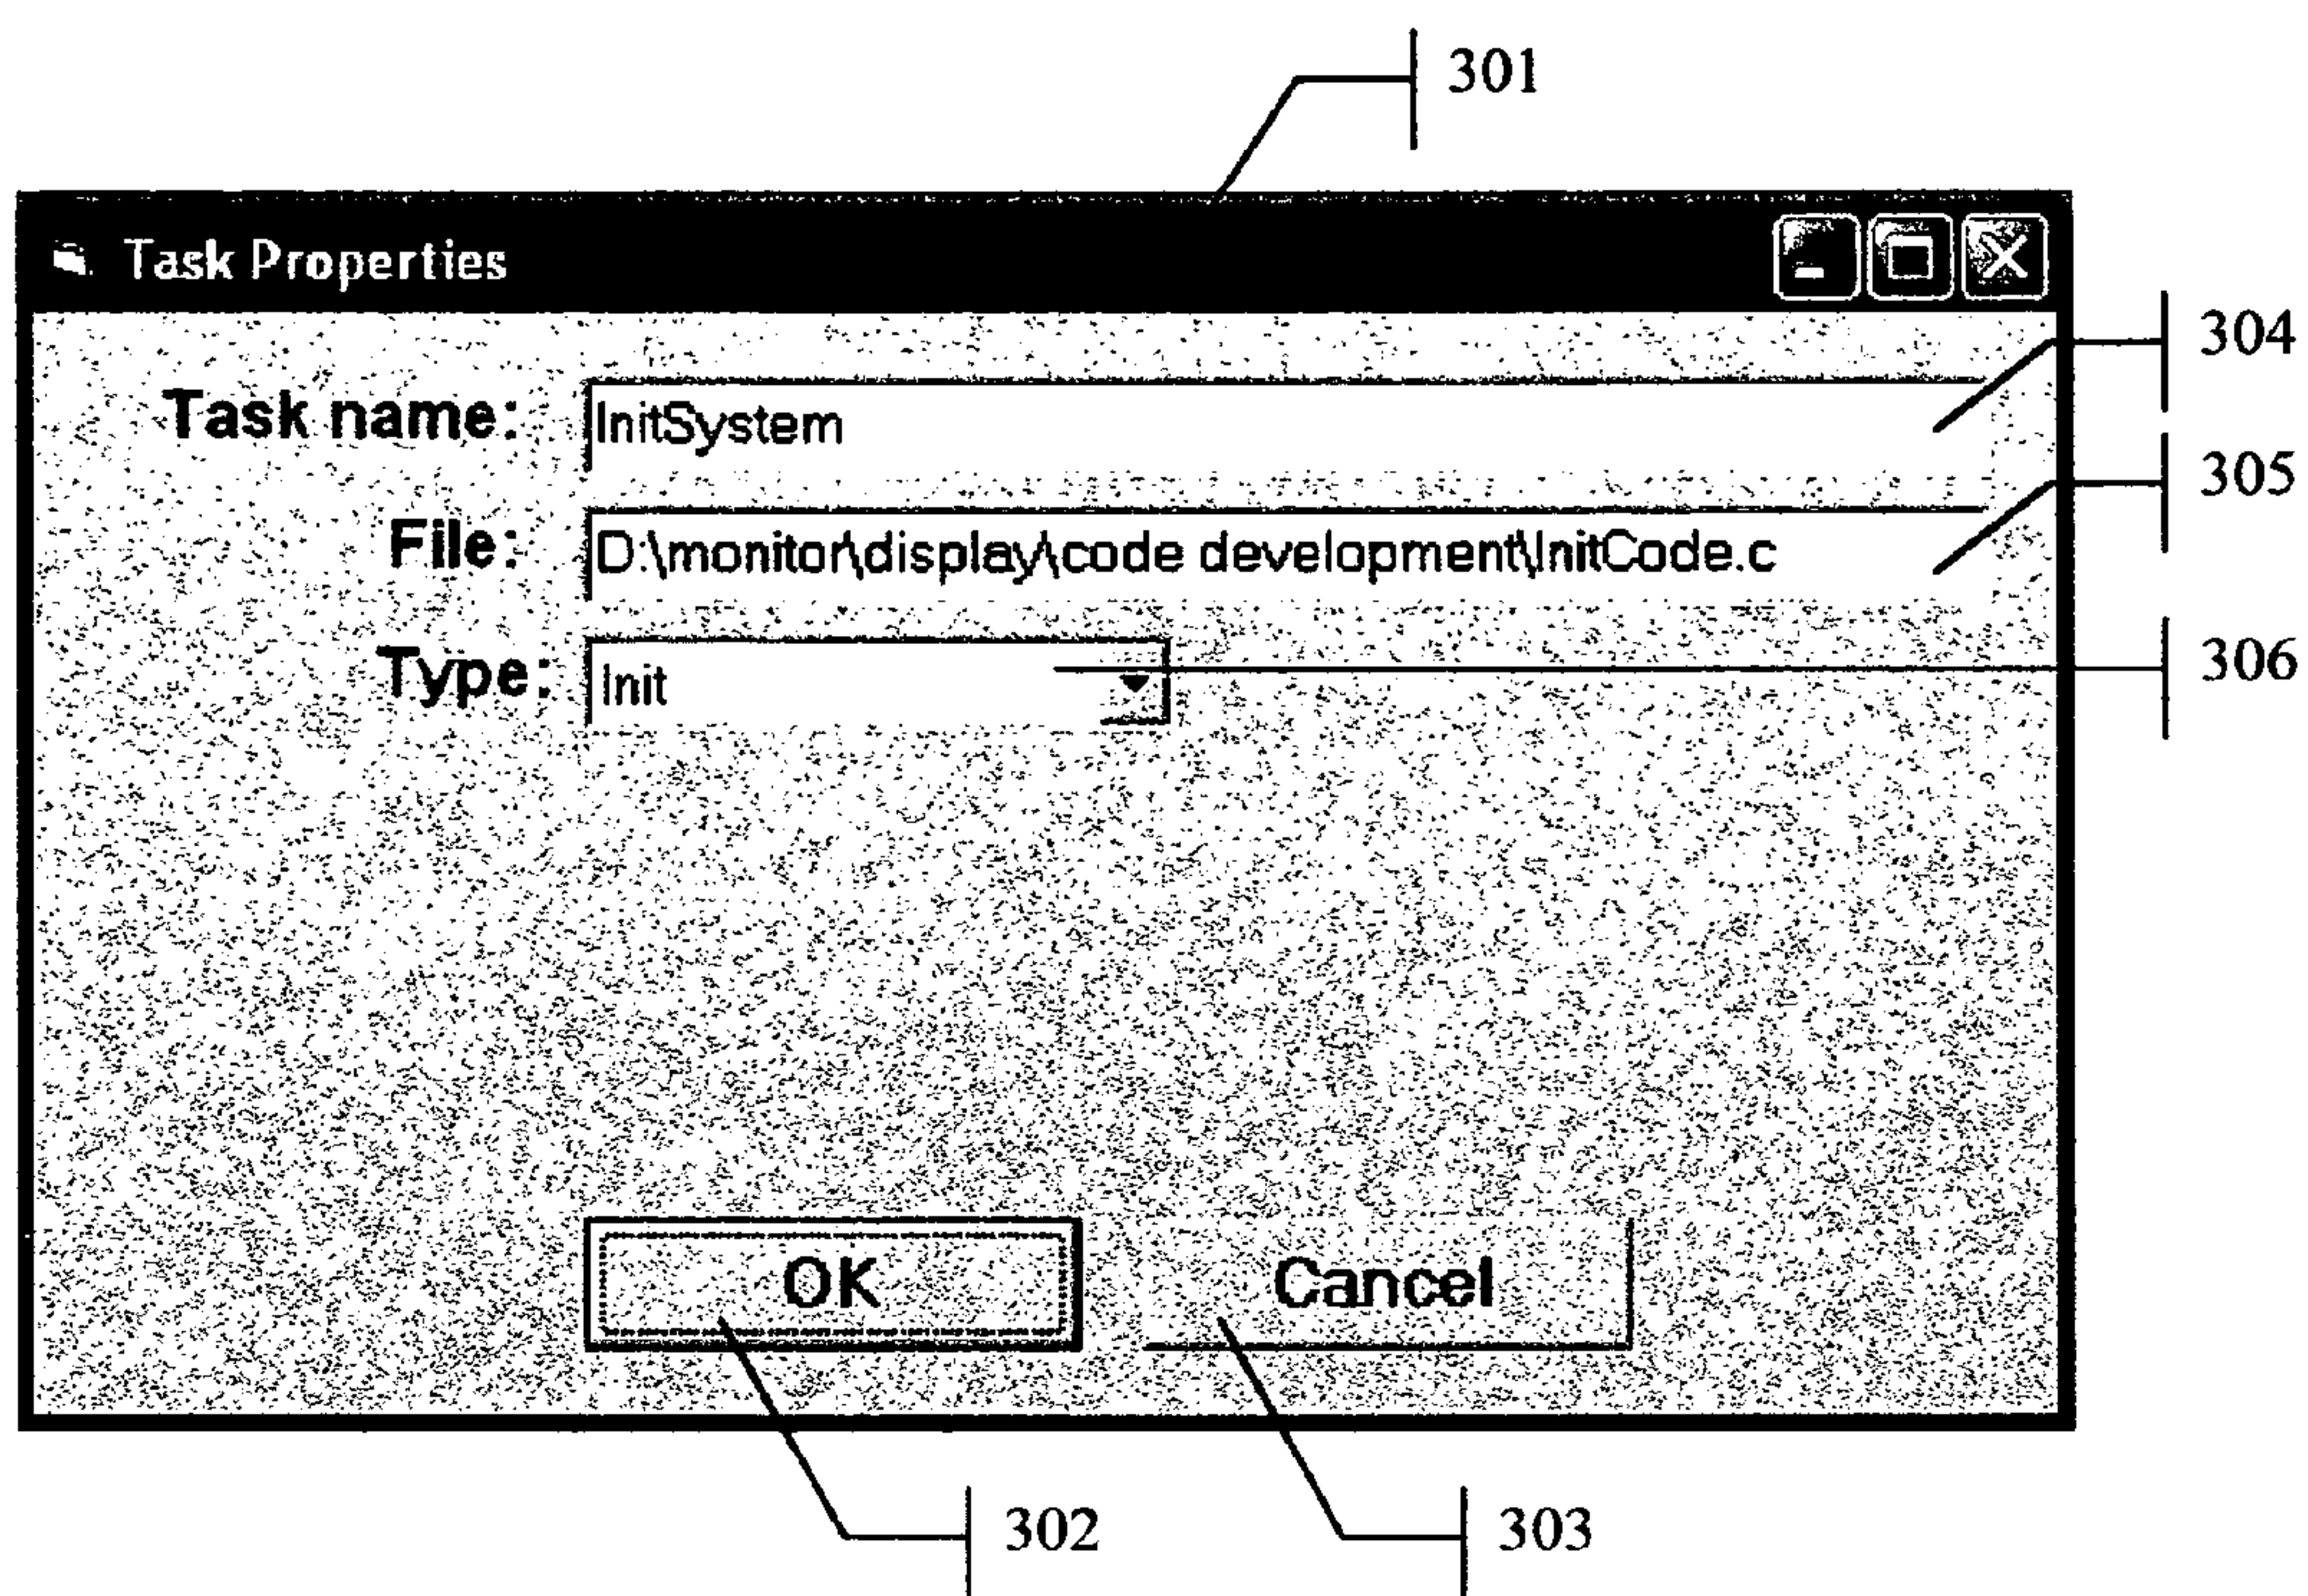 301
Task Properties
304
Task name: InitSystem
305
File: D:\monitor\display\code development\InitCode.c
306
Type: Init
OK Cancel
302 303